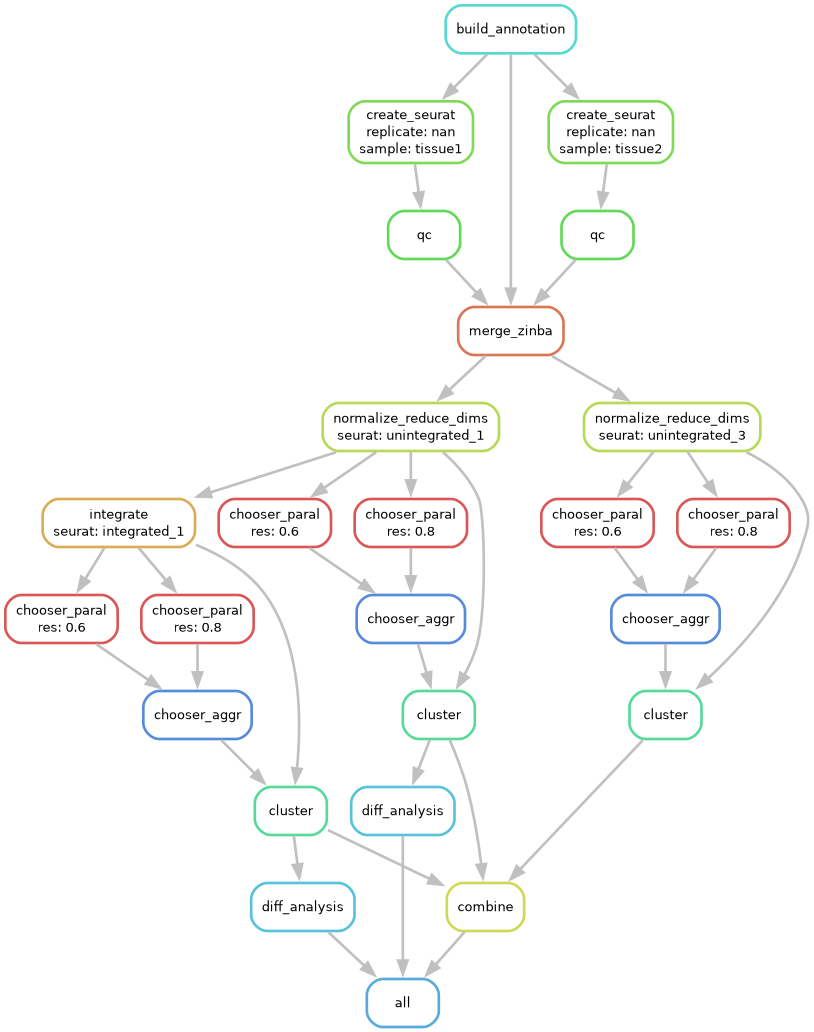 build_annotation
create_seurat
replicate: nan
sample: tissue1
create_seurat
replicate: nan
sample: tissue2
qc
qc
merge_zinba
normalize_reduce_dims
seurat: unintegrated_1
normalize_reduce_dims
seurat: unintegrated_3
integrate
seurat: integrated_1
chooser_paral
res: 0.6
chooser_paral
res: 0.8
chooser_paral
res: 0.6
chooser_paral
res: 0.8
chooser_paral
res: 0.6
chooser_paral
res: 0.8
chooser_aggr
chooser_aggr
chooser_aggr
cluster
cluster
cluster
diff_analysis
diff_analysis
combine
all